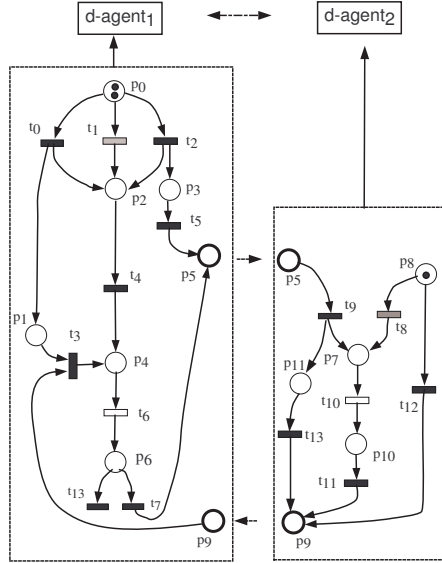 d-agent1
d-agent2
p0
t0
t1
t2
p2
p3
t5
p5
p5
p8
t4
t9
p1
t3
t8
p7
p4
p11
t6
t10
t12
p6
t13
p10
t13
t7
t11
p9
p9